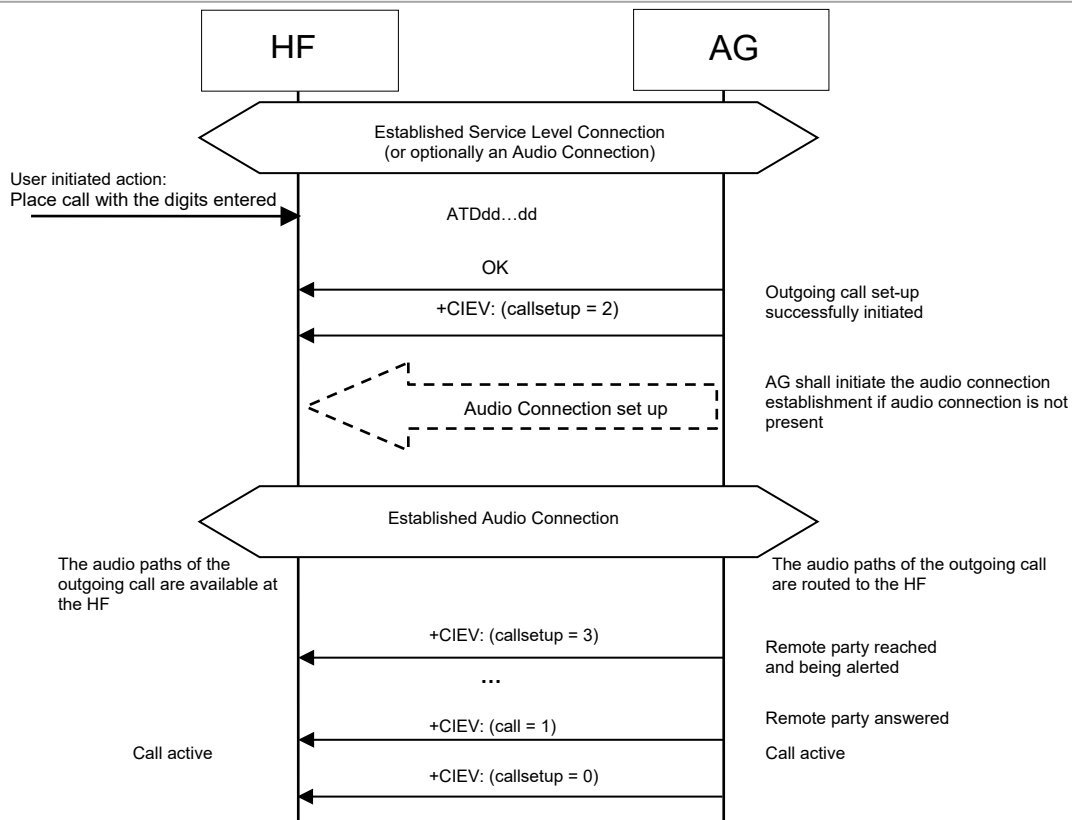 HF
AG
Established Service Level Connection
(or optionally an Audio Connection)
User initiated action:
Place call with the digits entered
ATDdd…dd
OK
+CIEV: (callsetup = 2)
Outgoing call set-up
successfully initiated
Audio Connection set up
AG shall initiate the audio connection
establishment if audio connection is not
present
Established Audio Connection
The audio paths of the
outgoing call are available at
the HF
The audio paths of the outgoing call
are routed to the HF
+CIEV: (callsetup = 3)
Remote party reached
and being alerted
…
+CIEV: (call = 1)
Remote party answered
Call active
Call active
+CIEV: (callsetup = 0)